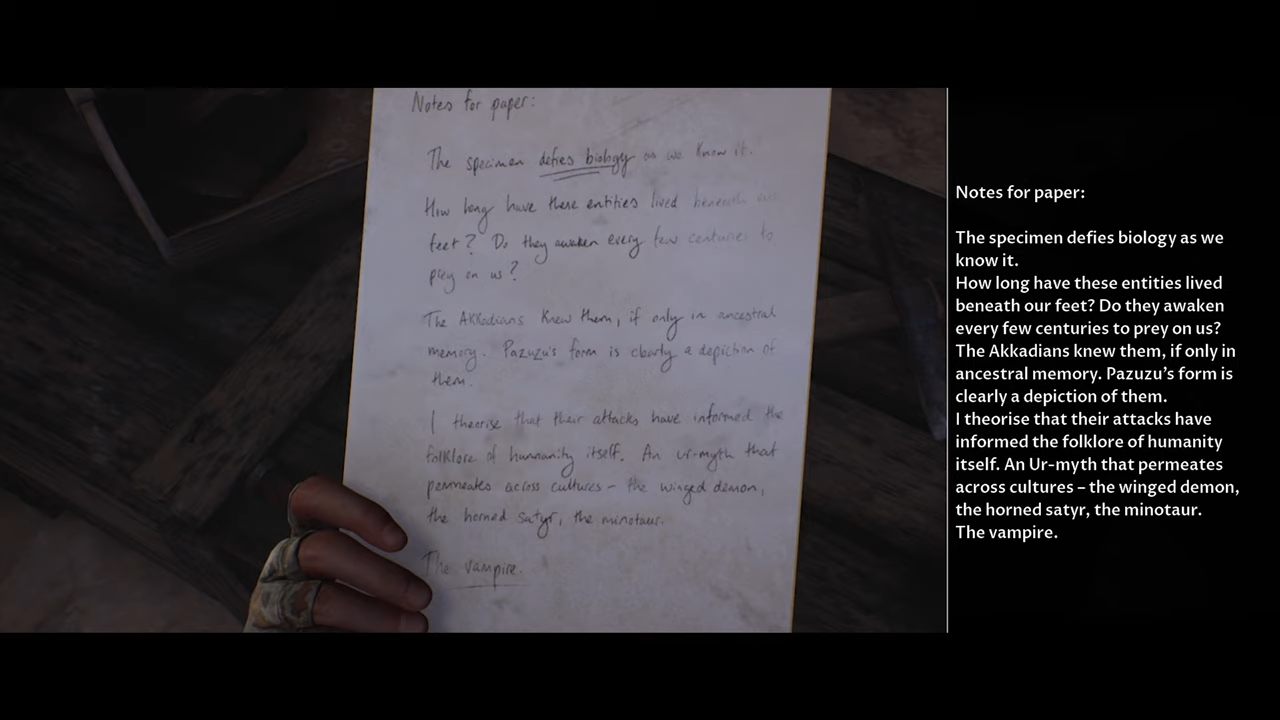 Notes for paper:
The specimen defies biology as we know it.
How long have these entities lived beneath our
feet? Do they awaken every few centuries to
prey on us?
The Akkadians knew them, if only in ancestral
memory. Pazuzu's form is clearly a depiction of
them.
I theorise that their attacks have informed the
folklore of humanity itself. An ur-myth that
permeates across cultures – the winged demon,
the horned satyr, the minotaur.
The vampire.
Notes for paper:
The specimen defies biology as we
know it.
How long have these entities lived
beneath our feet? Do they awaken
every few centuries to prey on us?
The Akkadians knew them, if only in
ancestral memory. Pazuzu’s form is
clearly a depiction of them.
I theorise that their attacks have
informed the folklore of humanity
itself. An Ur-myth that permeates
across cultures – the winged demon,
the horned satyr, the minotaur.
The vampire.